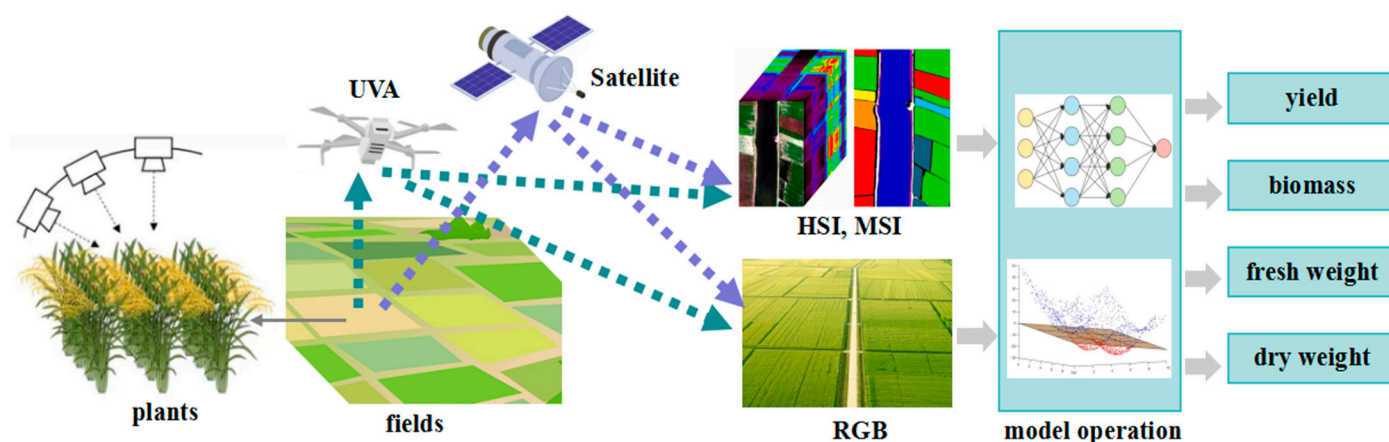 Satellite
UVA
yield
biomass
HSI, MSI
fresh weight
dry weight
plants
fields
RGB
model operation